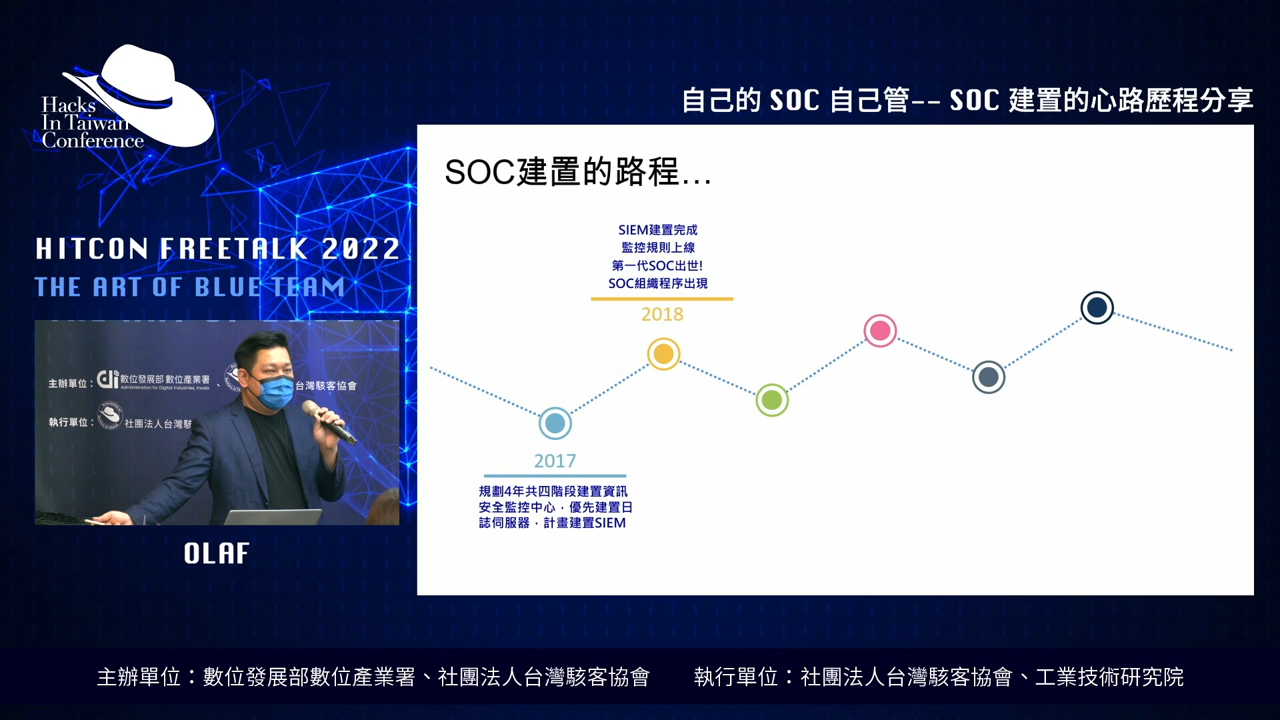 Hacks
In Taiwan
Conference
自己的 SOC 自己管-- SOC 建置的心路歷程分享
HITCON FREETALK 2022
THE ART OF BLUE TEAM
SOC建置的路程...
SIEM建置完成
監控規則上線
第一代SOC出世!
SOC組織程序出現
2018
2017
規劃4年共四階段建置資訊
安全監控中心，優先建置日
誌伺服器，計畫建置SIEM
主辦單位：
數位發展部 數位產業署
Administration for Digital Industries, moda
、
台灣駭客協會
執行單位：
社團法人台灣駭
OLAF
主辦單位：數位發展部數位產業署、社團法人台灣駭客協會
執行單位：社團法人台灣駭客協會、工業技術研究院